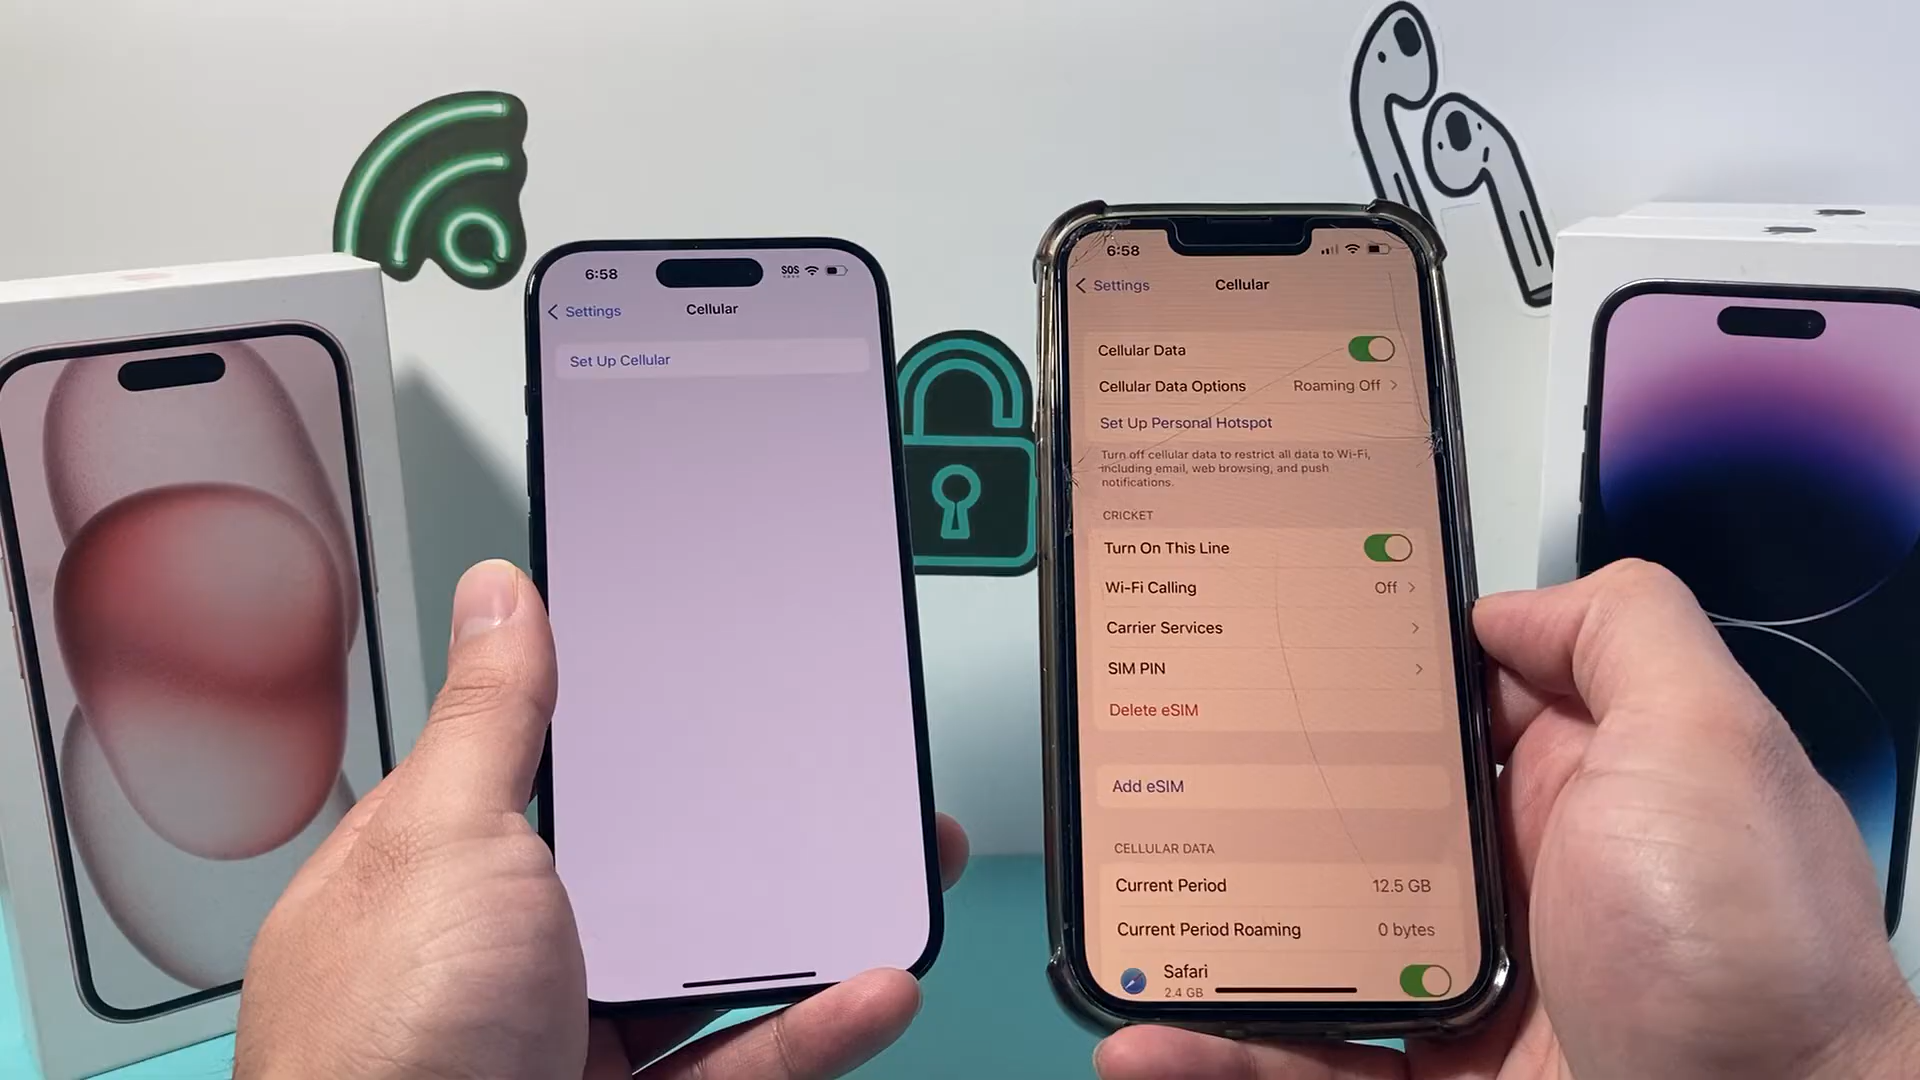 6:58
SOS
Settings
Cellular
Set Up Cellular
6:58
Settings
Cellular
Cellular Data
Cellular Data Options Roaming Off
Set Up Personal Hotspot
Turn off cellular data to restrict all data to Wi-Fi,
including email, web browsing, and push
notifications.
CRICKET
Turn On This Line
Wi-Fi Calling Off
Carrier Services
SIM PIN
Delete eSIM
Add eSIM
CELLULAR DATA
Current Period 12.5 GB
Current Period Roaming 0 bytes
Safari
2.4 GB